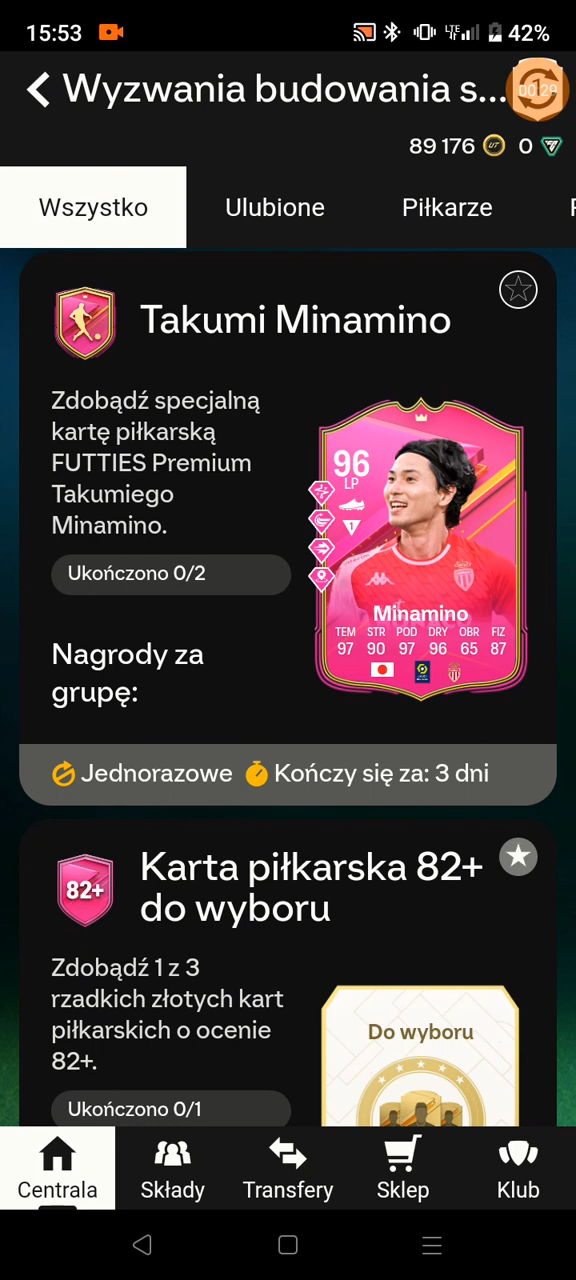 15:53
LTE
42%
Wyzwania budowania s...
00:29
89 176 UT 0
Wszystko
Ulubione
Piłkarze
Takumi Minamino
Zdobądź specjalną
kartę piłkarską
FUTTIES Premium
Takumiego
Minamino.
Ukończono 0/2
Nagrody za
grupę:
96
LP
1
Minamino
TEM STR POD DRY OBR FIZ
97 90 97 96 65 87
Jednorazowe
Kończy się za: 3 dni
82+
Karta piłkarska 82+
do wyboru
Zdobądź 1 z 3
rzadkich złotych kart
piłkarskich o ocenie
82+.
Ukończono 0/1
Do wyboru
Centrala
Składy
Transfery
Sklep
Klub